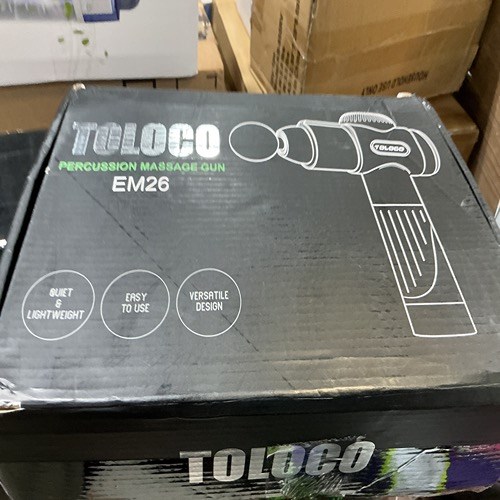 TOLOCO
PERCUSSION MASSAGE GUN
EM26
TOLOCO
QUIET
&
LIGHTWEIGHT
EASY
TO USE
VERSATILE
DESIGN
TOLOCO